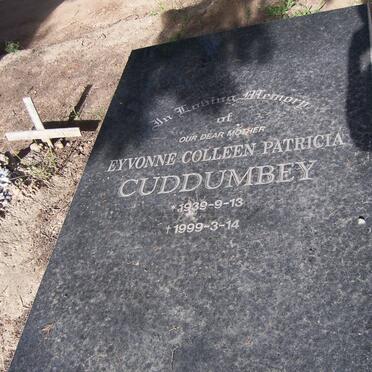 In Loving Memory
of
OUR DEAR MOTHER
EYVONNE COLLEEN PATRICIA
CUDDUMBEY
*1939-9-13
†1999-3-14